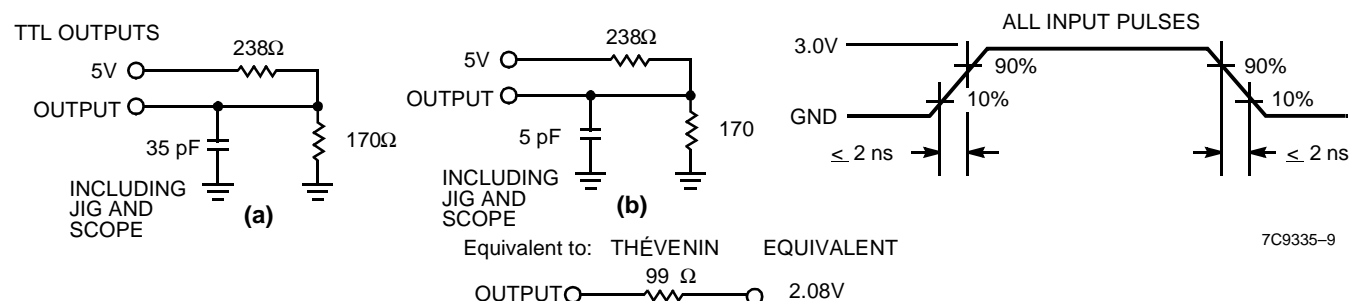 TTL OUTPUTS
238Ω
5V
OUTPUT
35 pF
170Ω
INCLUDING
JIG AND
SCOPE
(a)
238Ω
5V
OUTPUT
5 pF
170
INCLUDING
JIG AND
SCOPE
(b)
Equivalent to: THÉVENIN EQUIVALENT
99 Ω
OUTPUT 2.08V
ALL INPUT PULSES
3.0V
90% 90%
10% 10%
GND
≤ 2 ns ≤ 2 ns
7C9335–9